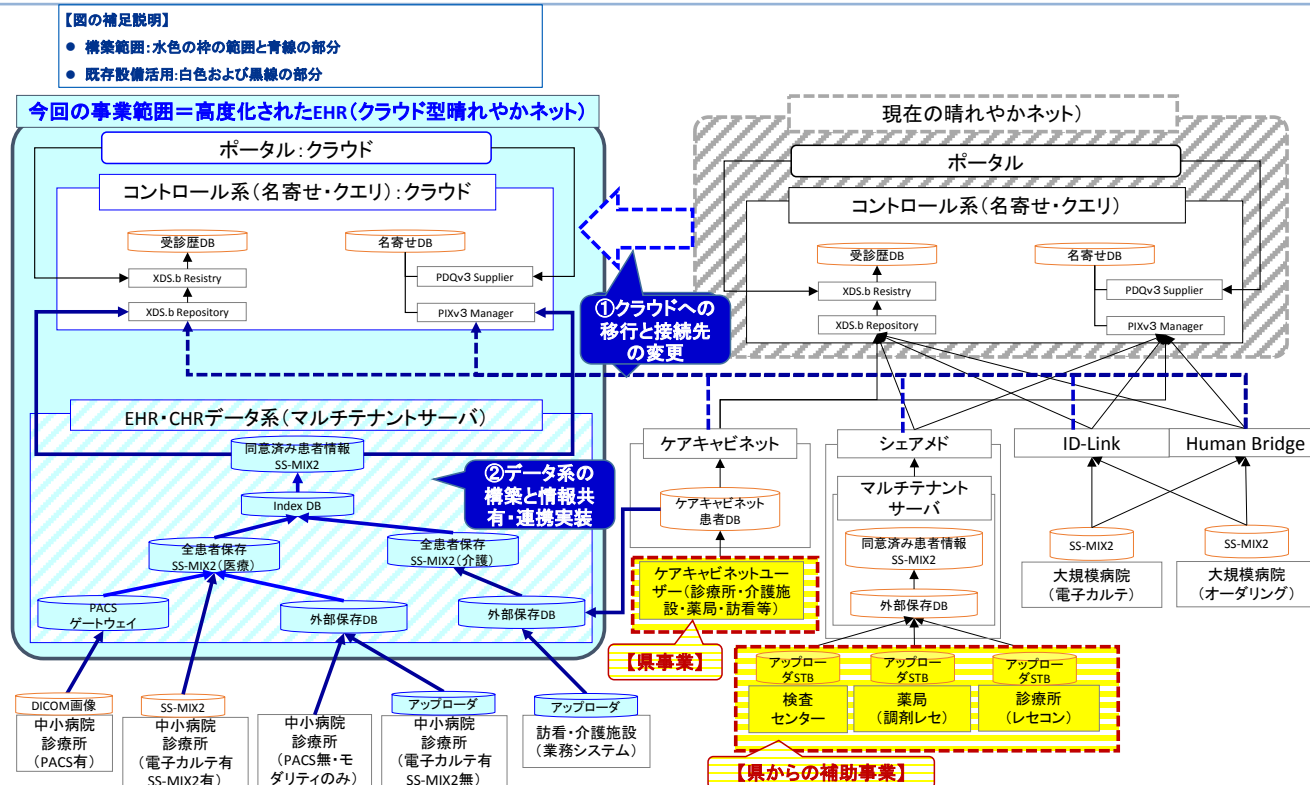 【図の補足説明】
● 構築範囲：水色の枠の範囲と青線の部分
● 既存設備活用：白色および黒線の部分
今回の事業範囲＝高度化されたEHR（クラウド型晴れやかネット）
ポータル：クラウド
コントロール系（名寄せ・クエリ）：クラウド
受診歴DB
名寄せDB
XDS.b Resistry
PDQv3 Supplier
XDS.b Repository
PIXv3 Manager
現在の晴れやかネット）
ポータル
コントロール系（名寄せ・クエリ）
受診歴DB
名寄せDB
XDS.b Resistry
PDQv3 Supplier
XDS.b Repository
PIXv3 Manager
①クラウドへの
移行と接続先
の変更
EHR・CHRデータ系（マルチテナントサーバ）
同意済み患者情報
SS-MIX2
Index DB
②データ系の
構築と情報共
有・連携実装
全患者保存
SS-MIX2（医療）
全患者保存
SS-MIX2（介護）
PACS
ゲートウェイ
外部保存DB
外部保存DB
DICOM画像
中小病院
診療所
（PACS有）
SS-MIX2
中小病院
診療所
（電子カルテ有
SS-MIX2有）
中小病院
診療所
（PACS無・モ
ダリティのみ）
アップローダ
中小病院
診療所
（電子カルテ有
SS-MIX2無）
アップローダ
訪看・介護施設
（業務システム）
ケアキャビネット
ケアキャビネット
患者DB
ケアキャビネットユー
ザー（診療所・介護施
設・薬局・訪看等）
【県事業】
シェアメド
マルチテナント
サーバ
同意済み患者情報
SS-MIX2
外部保存DB
アップロー
ダSTB
検査
センター
アップロー
ダSTB
薬局
（調剤レセ）
アップロー
ダSTB
診療所
（レセコン）
【県からの補助事業】
ID-Link
Human Bridge
SS-MIX2
大規模病院
（電子カルテ）
SS-MIX2
大規模病院
（オーダリング）